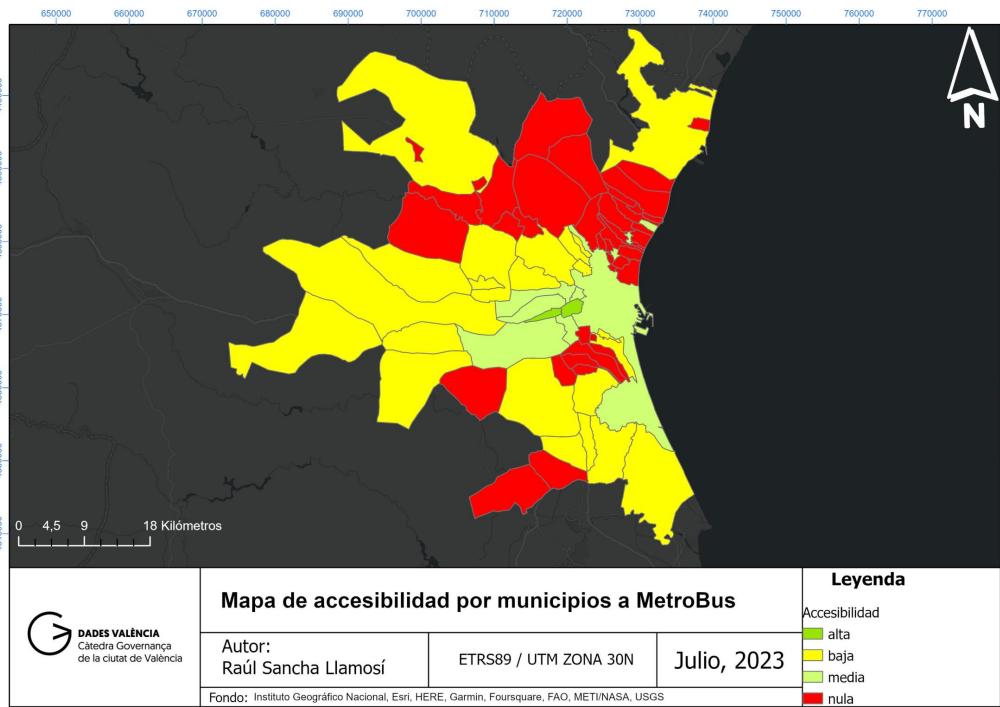 650000 660000 670000 680000 690000 700000 710000 720000 730000 740000 750000 760000 770000
N
0 4,5 9 18 Kilómetros
DADES VALÈNCIA
Càtedra Governança
de la ciutat de València
Mapa de accesibilidad por municipios a MetroBus
Autor:
Raúl Sancha Llamosí
ETRS89 / UTM ZONA 30N
Julio, 2023
Fondo: Instituto Geográfico Nacional, Esri, HERE, Garmin, Foursquare, FAO, METI/NASA, USGS
Leyenda
Accesibilidad
alta
baja
media
nula